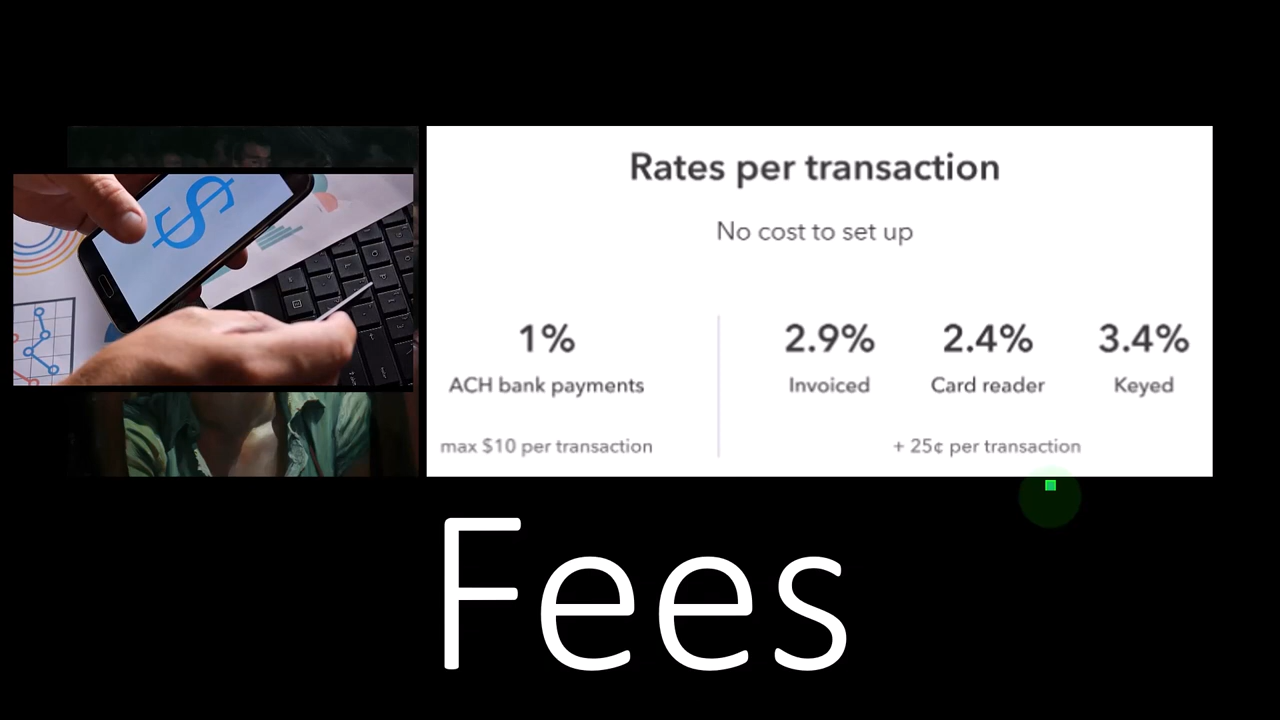 Rates per transaction
No cost to set up
1% 2.9% 2.4% 3.4%
ACH bank payments Invoiced Card reader Keyed
max $10 per transaction + 25¢ per transaction
$
Fees